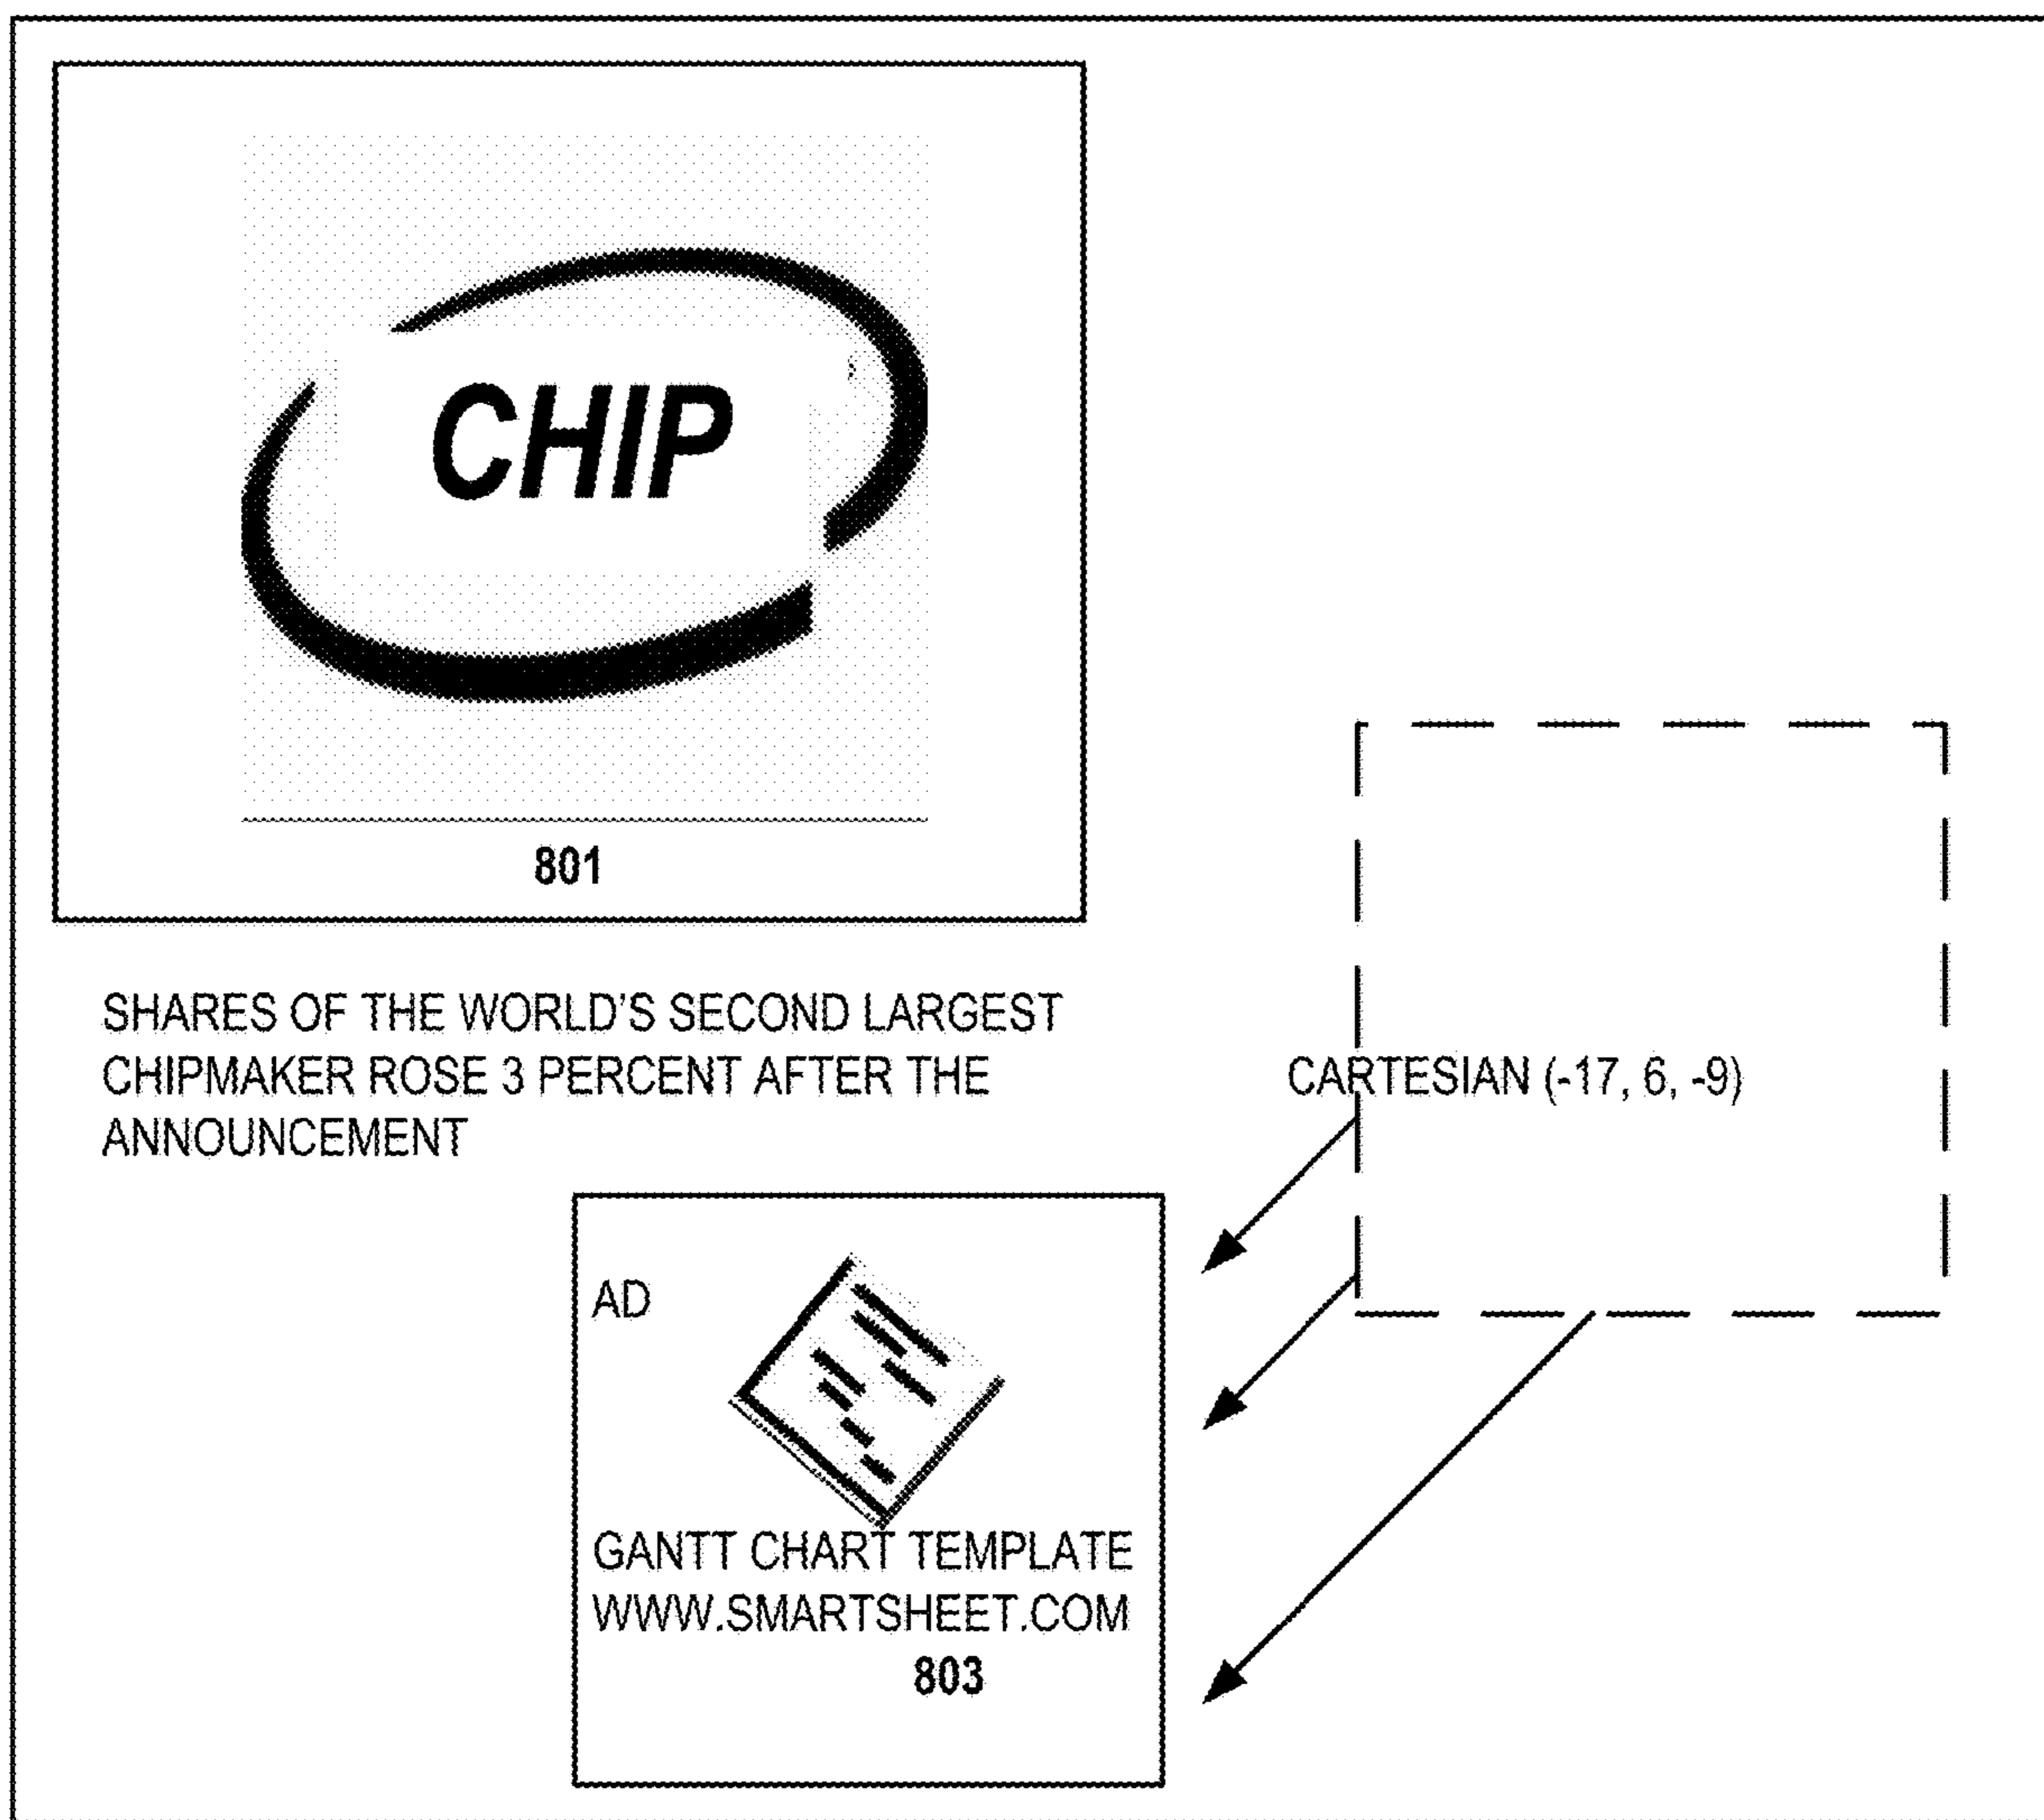 CHIP
801
SHARES OF THE WORLD'S SECOND LARGEST
CHIPMAKER ROSE 3 PERCENT AFTER THE
ANNOUNCEMENT
CARTESIAN (-17, 6, -9)
AD
GANTT CHART TEMPLATE
WWW.SMARTSHEET.COM
803